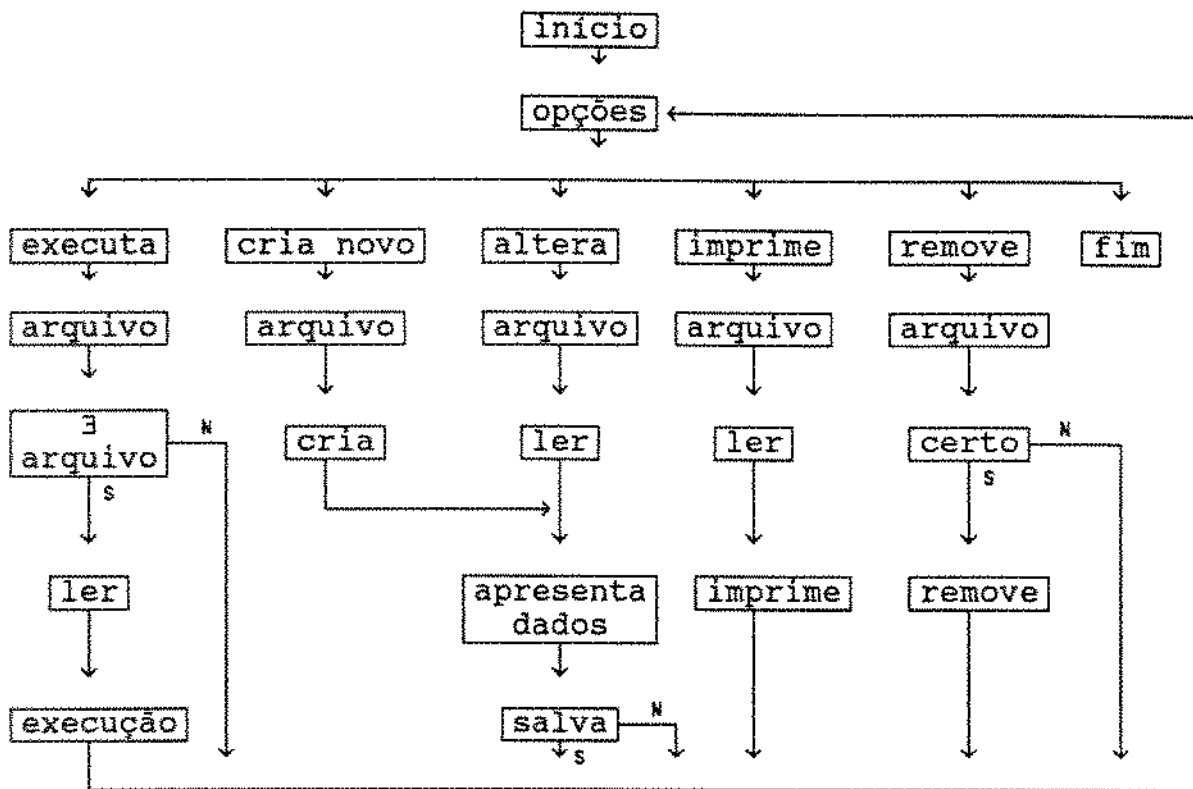 início
opções
executa cria novo altera imprime remove fim
arquivo arquivo arquivo arquivo arquivo
∃ N cria ler ler certo N
arquivo
S S
ler apresenta imprime remove
dados
execução salva N
S